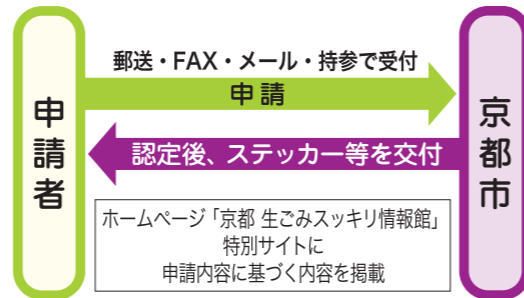 郵送・FAX・メール・持参で受付
申請
申請者
京都市
認定後、ステッカー等を交付
ホームページ「京都 生ごみスッキリ情報館」
特別サイトに
申請内容に基づく内容を掲載